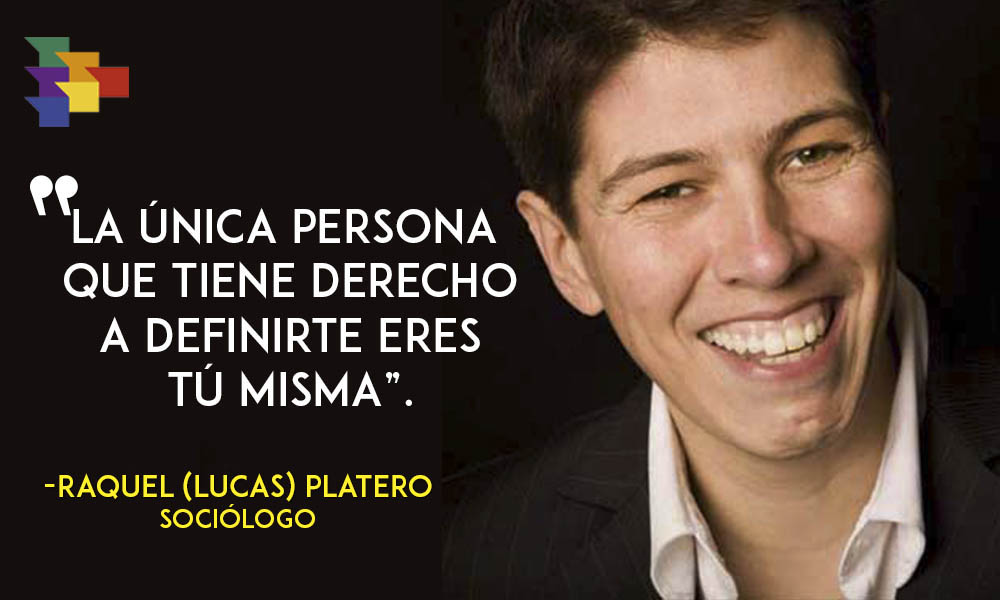 "LA ÚNICA PERSONA
QUE TIENE DERECHO
A DEFINIRTE ERES
TÚ MISMA”.
-RAQUEL (LUCAS) PLATERO
SOCIÓLOGO